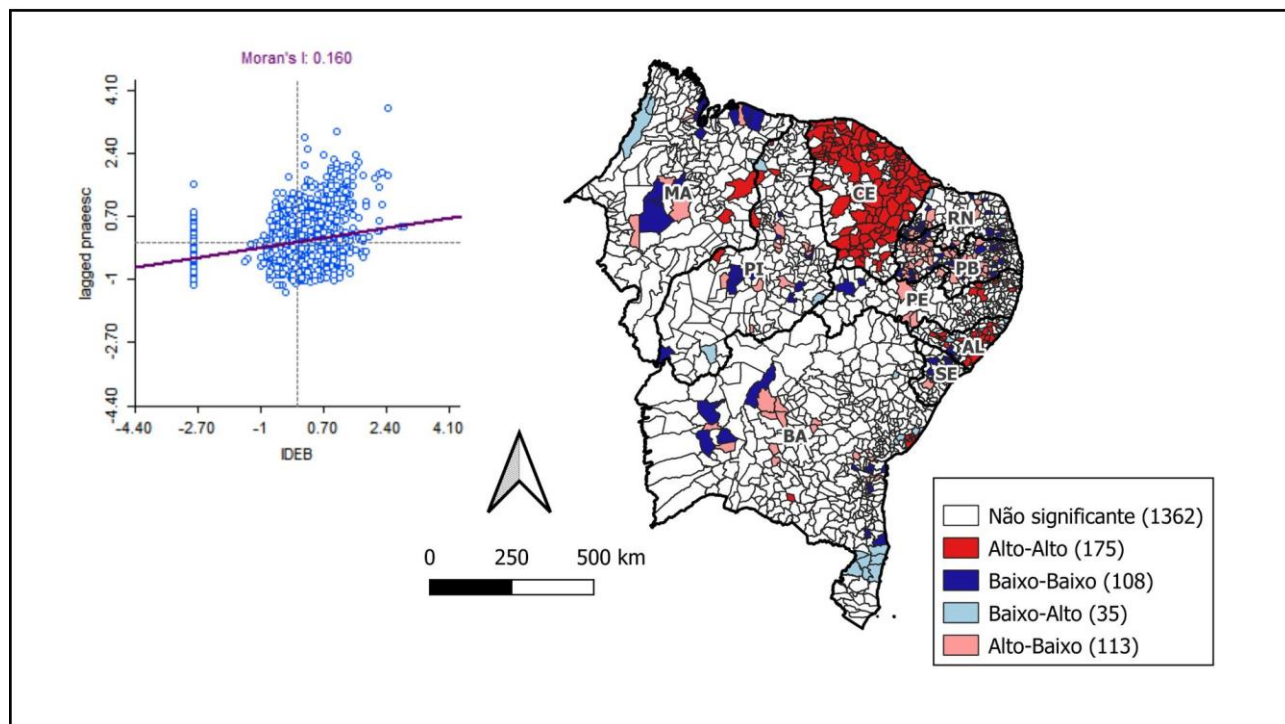 Moran's I: 0.160
4.10
2.40
0.70
-1
-2.70
-4.40
lagged pnaeesc
-4.40 -2.70 -1 0.70 2.40 4.10
IDEB
MA
CE
RN
PB
PI
PE
AL
SE
BA
0 250 500 km
Não significante (1362)
Alto-Alto (175)
Baixo-Baixo (108)
Baixo-Alto (35)
Alto-Baixo (113)